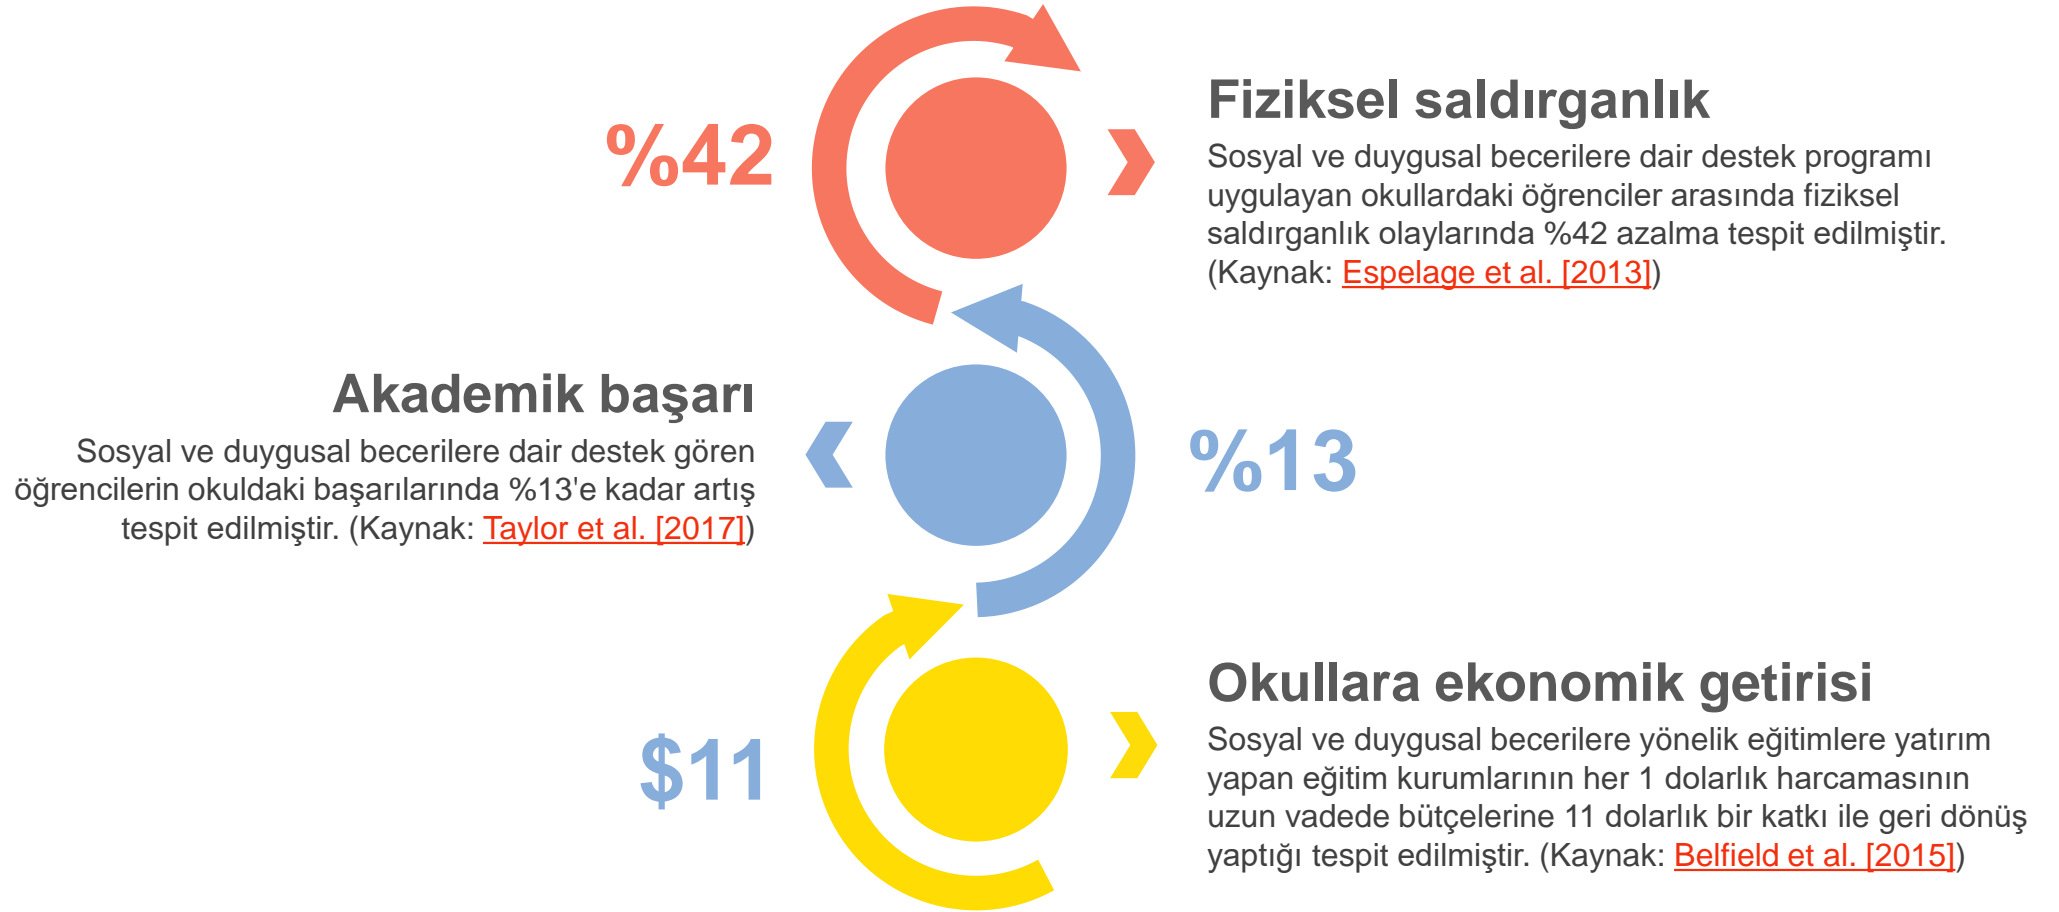 %42
Fiziksel saldırganlık
Sosyal ve duygusal becerilere dair destek programı
uygulayan okullardaki öğrenciler arasında fiziksel
saldırganlık olaylarında %42 azalma tespit edilmiştir.
(Kaynak: Espelage et al. [2013])
Akademik başarı
Sosyal ve duygusal becerilere dair destek gören
öğrencilerin okuldaki başarılarında %13'e kadar artış
tespit edilmiştir. (Kaynak: Taylor et al. [2017])
%13
$11
Okullara ekonomik getirisi
Sosyal ve duygusal becerilere yönelik eğitimlere yatırım
yapan eğitim kurumlarının her 1 dolarlık harcamasının
uzun vadede bütçelerine 11 dolarlık bir katkı ile geri dönüş
yaptığı tespit edilmiştir. (Kaynak: Belfield et al. [2015])